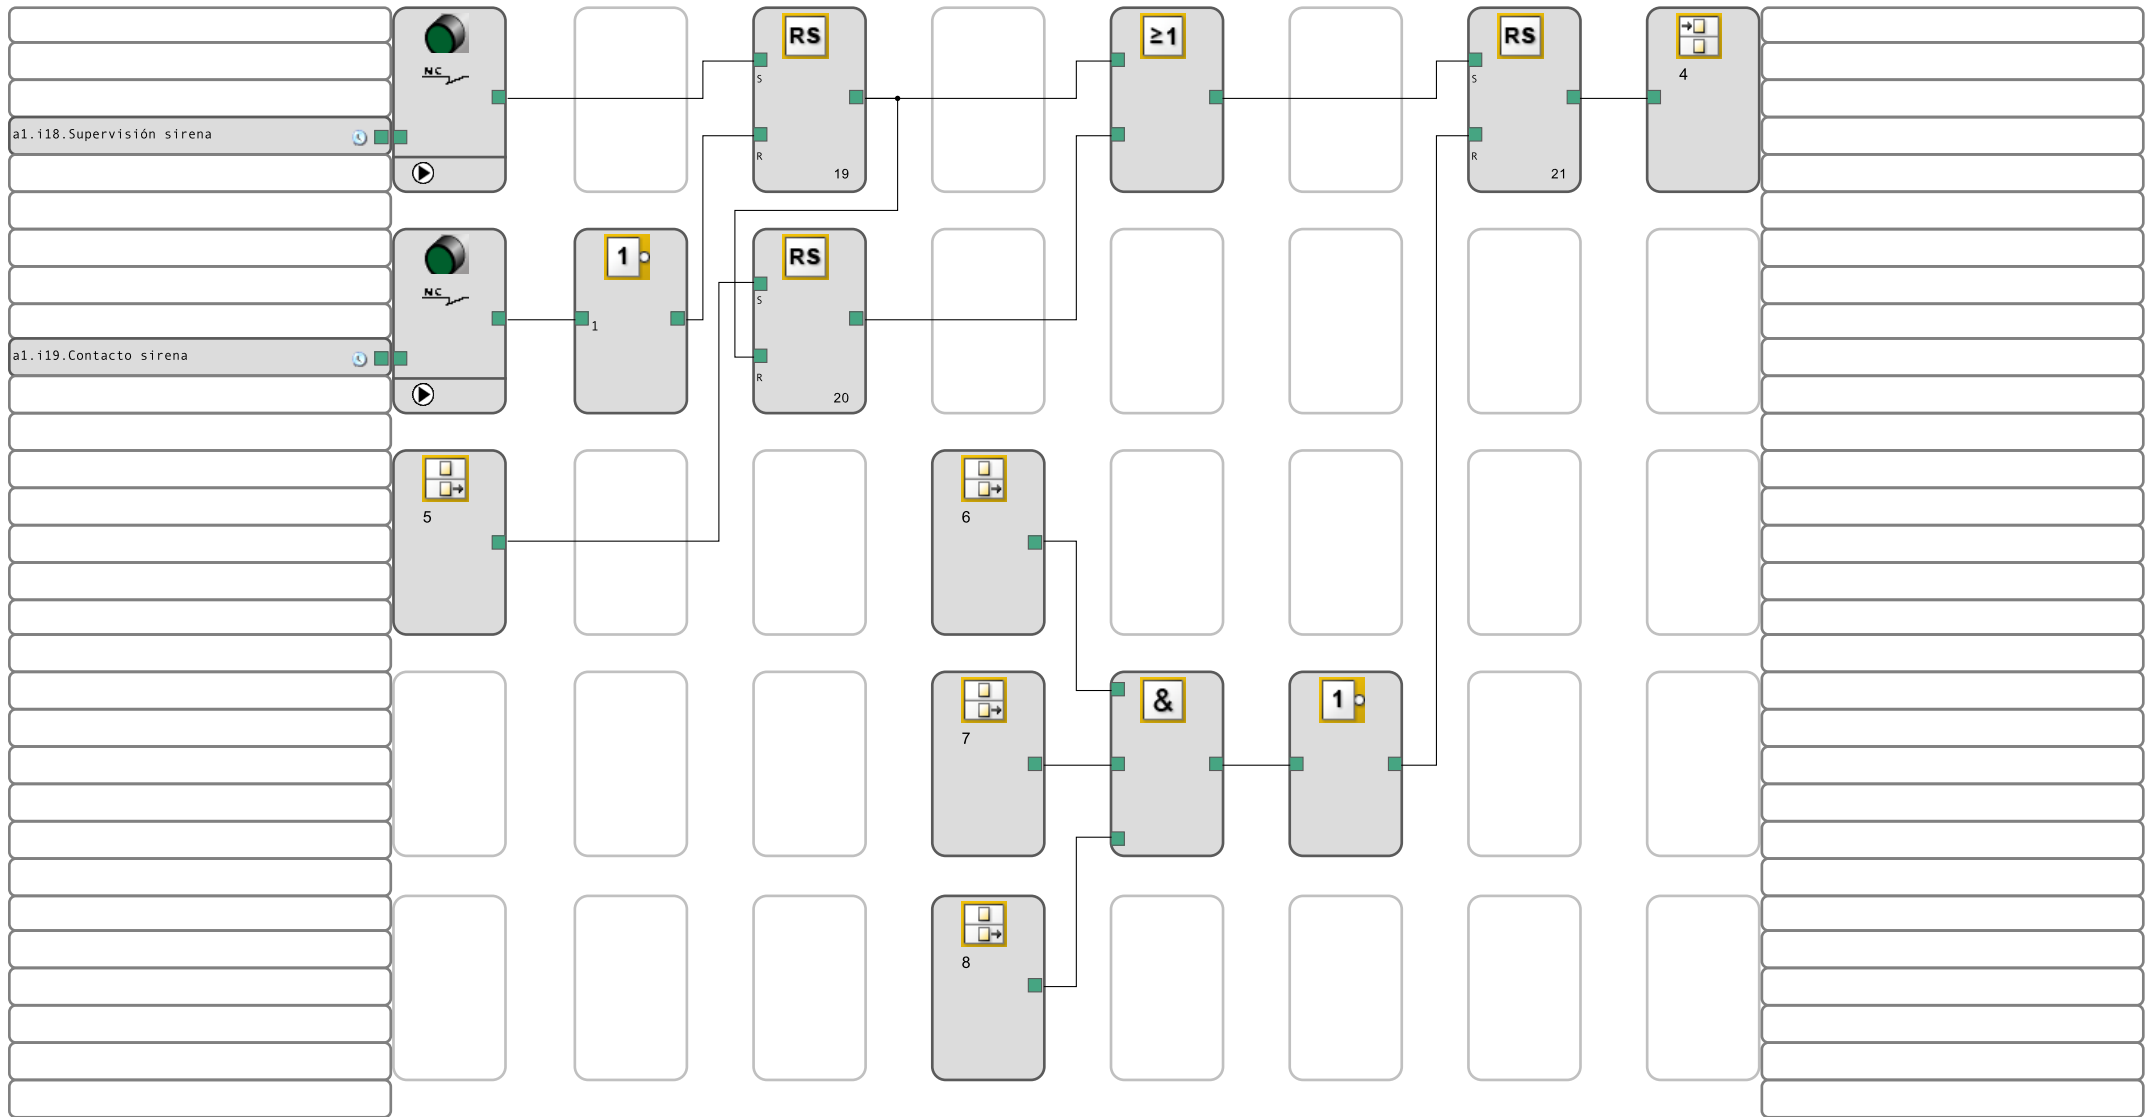 RS
≥1
RS
NC
4
S
S
a1.i18.Supervisión sirena
R
R
19
21
1
RS
NC
S
1
a1.i19.Contacto sirena
R
20
5
6
&
1
7
8